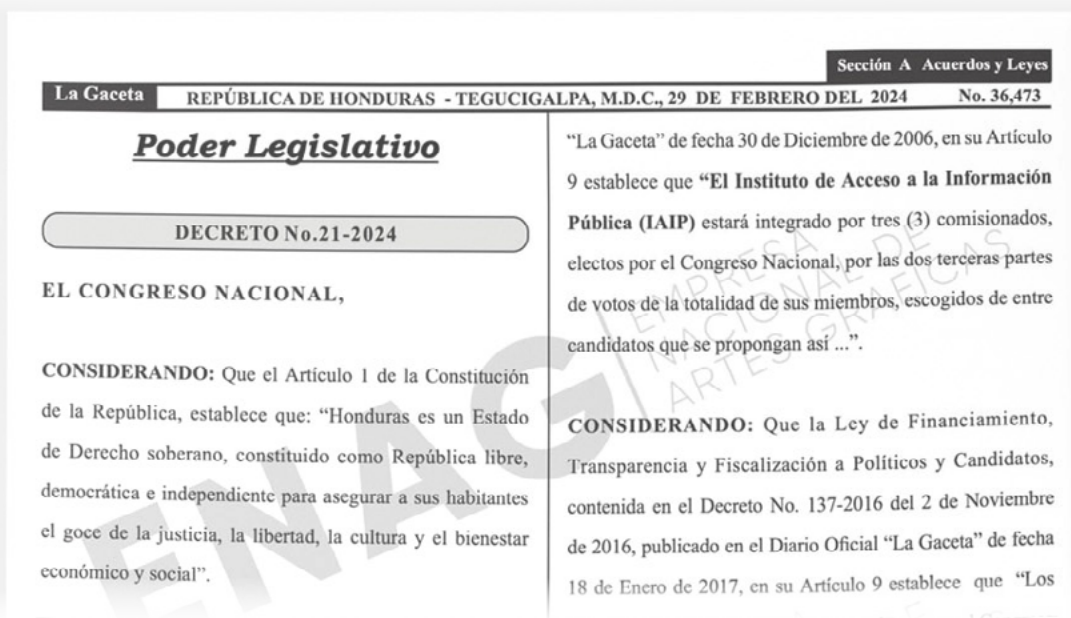 Sección A Acuerdos y Leyes
La Gaceta REPÚBLICA DE HONDURAS - TEGUCIGALPA, M.D.C., 29 DE FEBRERO DEL 2024 No. 36,473
Poder Legislativo
DECRETO No.21-2024
EL CONGRESO NACIONAL,
CONSIDERANDO: Que el Artículo 1 de la Constitución
de la República, establece que: “Honduras es un Estado
de Derecho soberano, constituido como República libre,
democrática e independiente para asegurar a sus habitantes
el goce de la justicia, la libertad, la cultura y el bienestar
económico y social”.
“La Gaceta” de fecha 30 de Diciembre de 2006, en su Artículo
9 establece que “El Instituto de Acceso a la Información
Pública (IAIP) estará integrado por tres (3) comisionados,
electos por el Congreso Nacional, por las dos terceras partes
de votos de la totalidad de sus miembros, escogidos de entre
candidatos que se propongan así ...”.
CONSIDERANDO: Que la Ley de Financiamiento,
Transparencia y Fiscalización a Políticos y Candidatos,
contenida en el Decreto No. 137-2016 del 2 de Noviembre
de 2016, publicado en el Diario Oficial “La Gaceta” de fecha
18 de Enero de 2017, en su Artículo 9 establece que “Los
ENAG
EMPRESA
NACIONAL DE
ARTES GRAFICAS